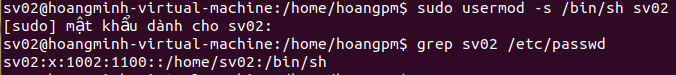 sv02@hoangminh-virtual-machine:/home/hoangpm$ sudo usermod -s /bin/sh sv02
[sudo] mật khẩu dành cho sv02:
sv02@hoangminh-virtual-machine:/home/hoangpm$ grep sv02 /etc/passwd
sv02:x:1002:1100::/home/sv02:/bin/sh